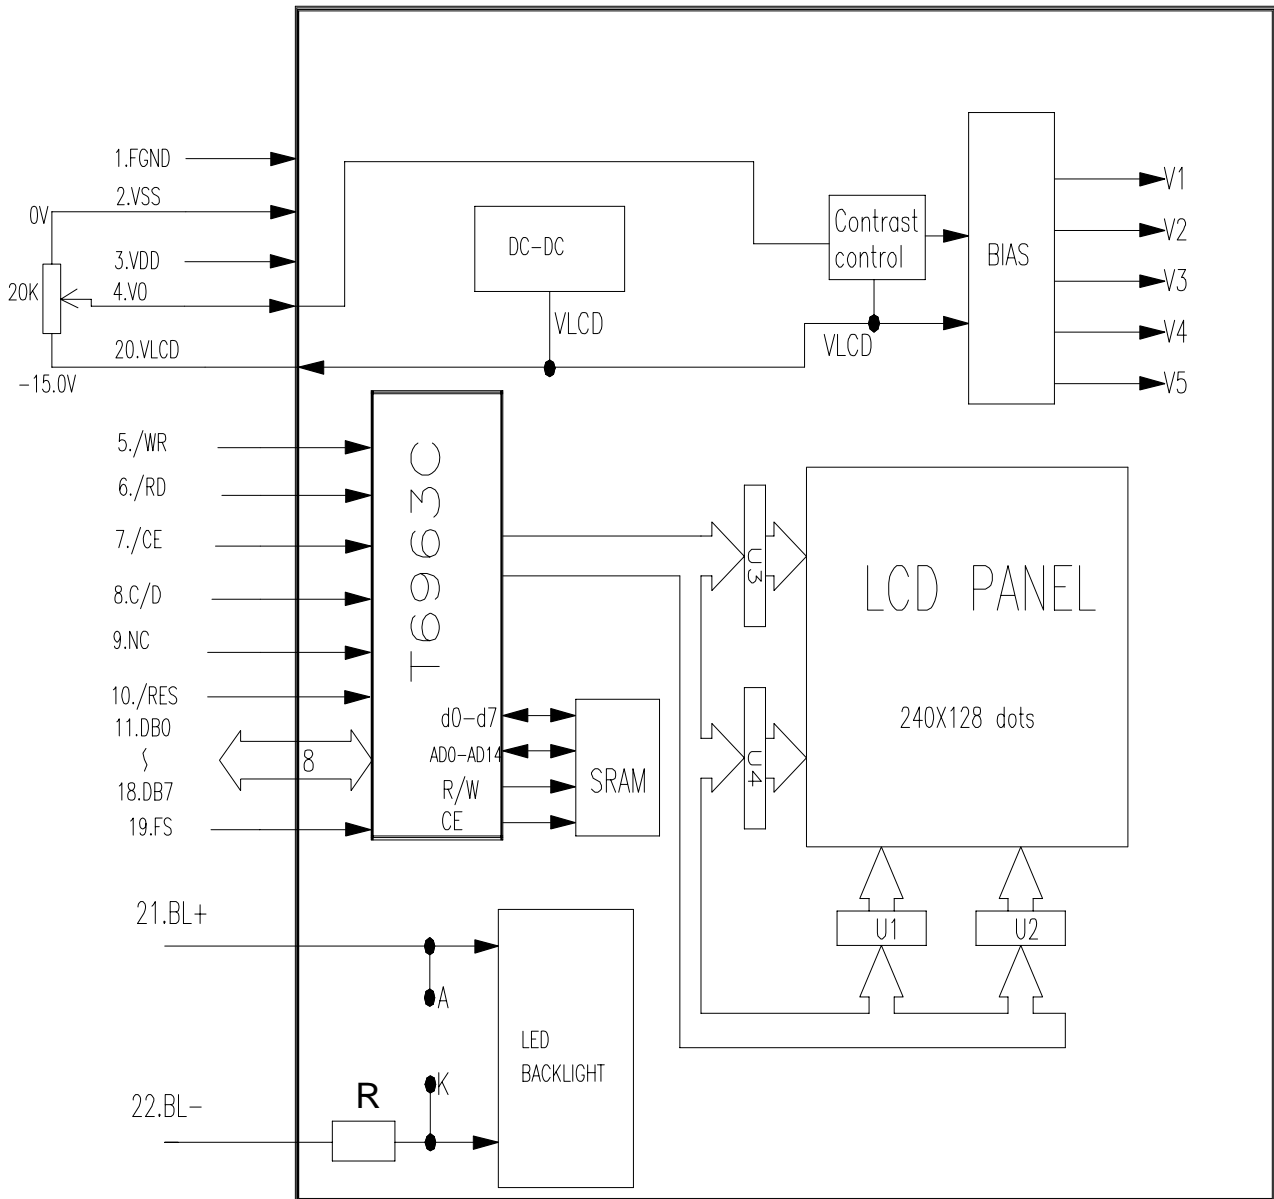 1.FGND
2.VSS
0V
3.VDD
20K
4.V0
20.VLCD
-15.0V
DC-DC
VLCD
Contrast
control
VLCD
BIAS
V1
V2
V3
V4
V5
5./WR
6./RD
7./CE
8.C/D
9.NC
10./RES
11.DB0
~
18.DB7
19.FS
8
T6963C
d0-d7
AD0-AD14
R/W
CE
SRAM
U3
U4
LCD PANEL
240X128 dots
U1
U2
21.BL+
A
K
R
22.BL-
LED
BACKLIGHT